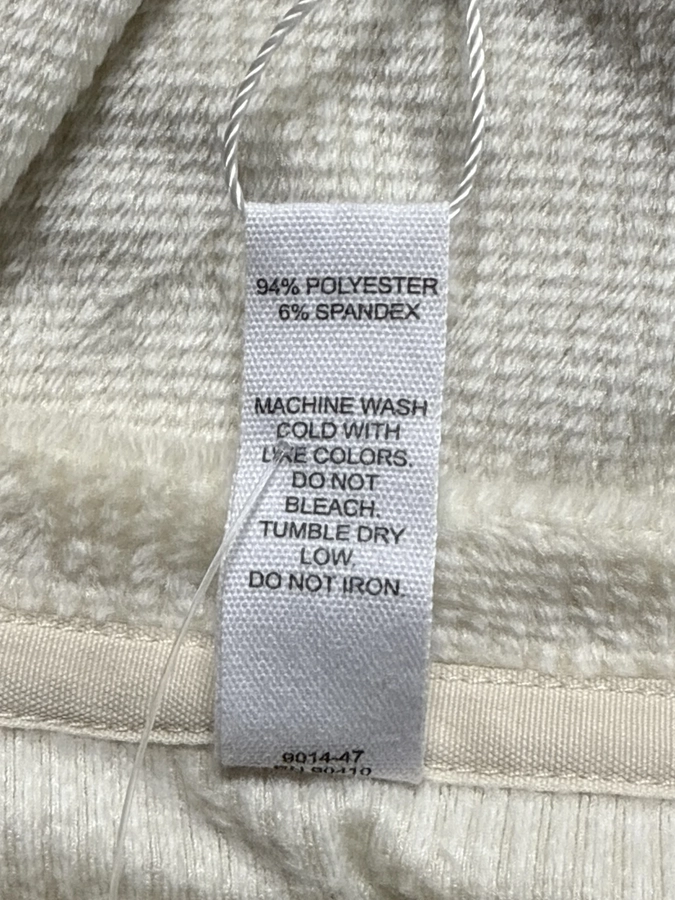 94% POLYESTER
6% SPANDEX
MACHINE WASH
COLD WITH
LIKE COLORS.
DO NOT
BLEACH.
TUMBLE DRY
LOW.
DO NOT IRON.
9014-47
90410